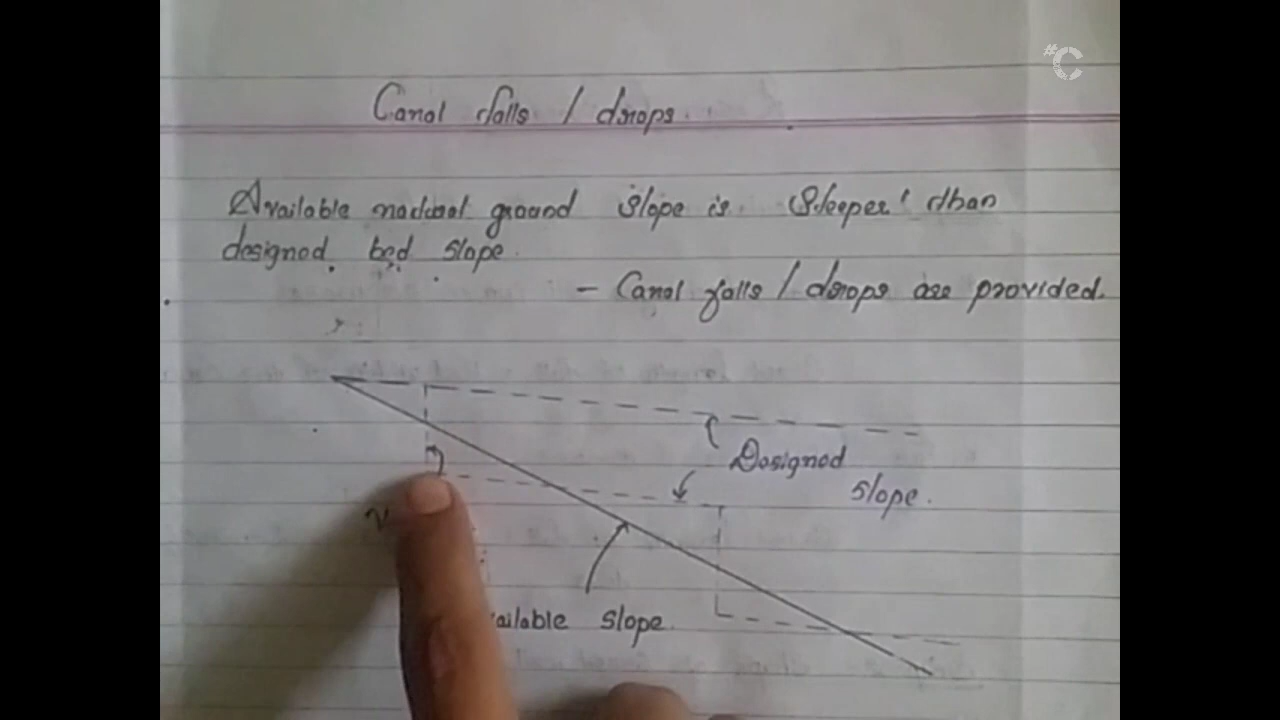 #C
Canal falls / drops.
Available natural ground slope is steeper than
designed bed slope.
- Canal falls / drops are provided.
Designed
slope.
slope.